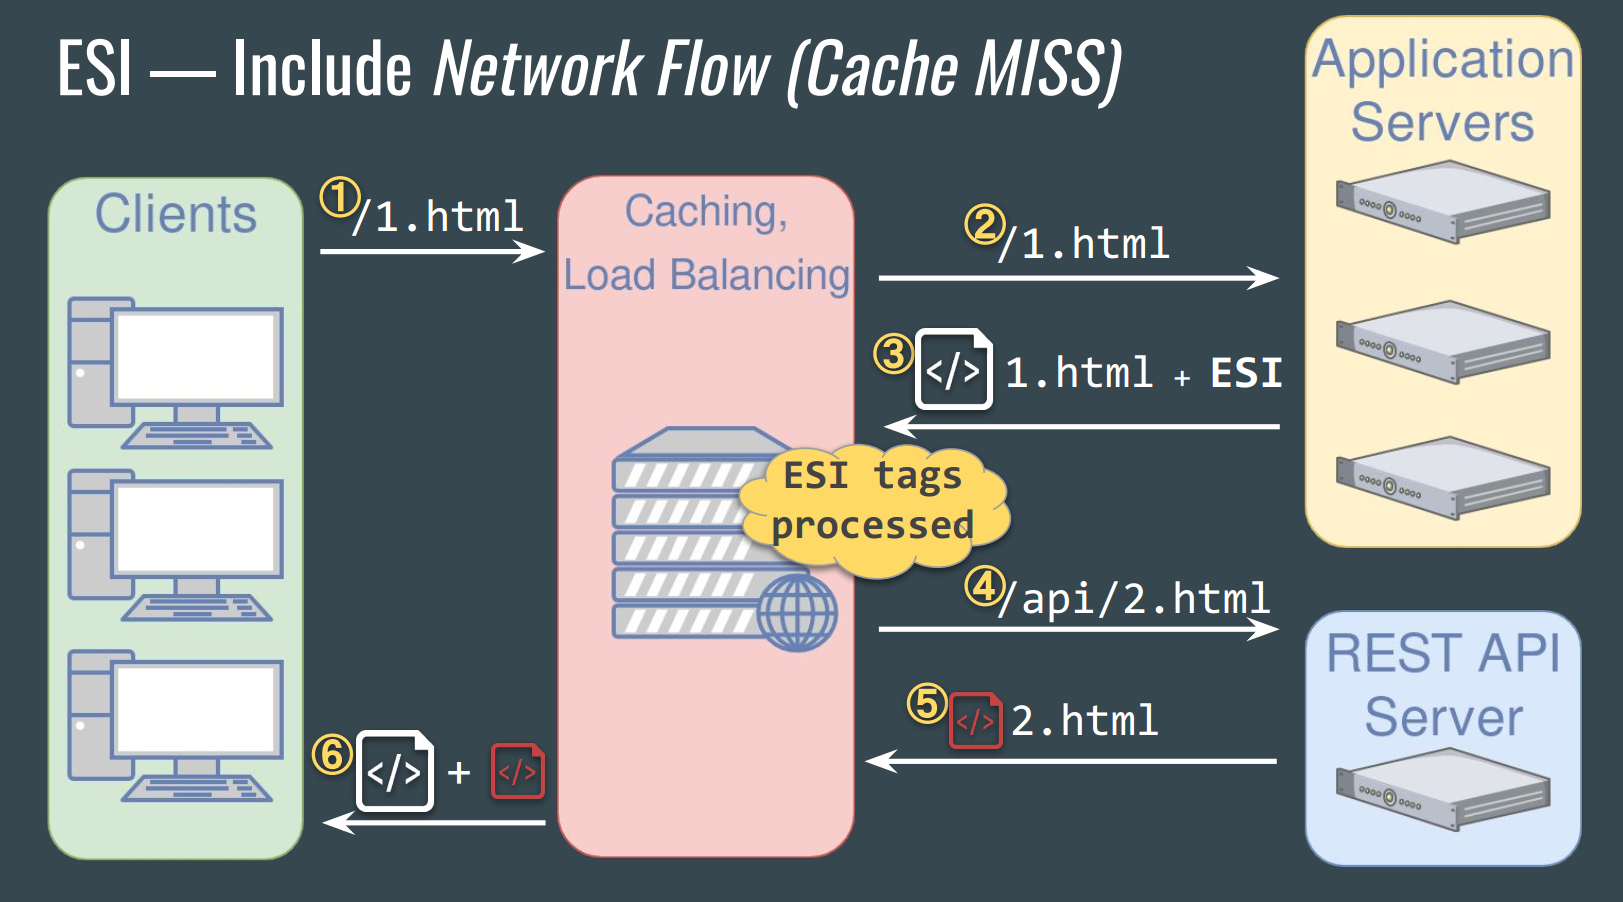 ESI — Include Network Flow (Cache MISS)
Clients
① /1.html
Caching,
Load Balancing
② /1.html
Application
Servers
③ </> 1.html + ESI
ESI tags
processed
④ /api/2.html
REST API
Server
⑤ </> 2.html
⑥ </> + </>